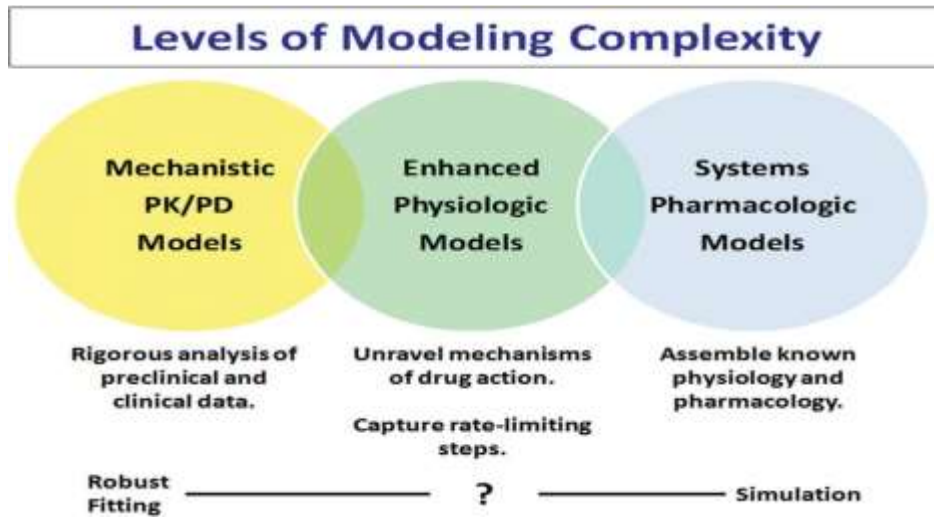 Levels of Modeling Complexity
Mechanistic
PK/PD
Models
Enhanced
Physiologic
Models
Systems
Pharmacologic
Models
Rigorous analysis of
preclinical and
clinical data.
Unravel mechanisms
of drug action.
Capture rate-limiting
steps.
Assemble known
physiology and
pharmacology.
Robust
Fitting
?
Simulation